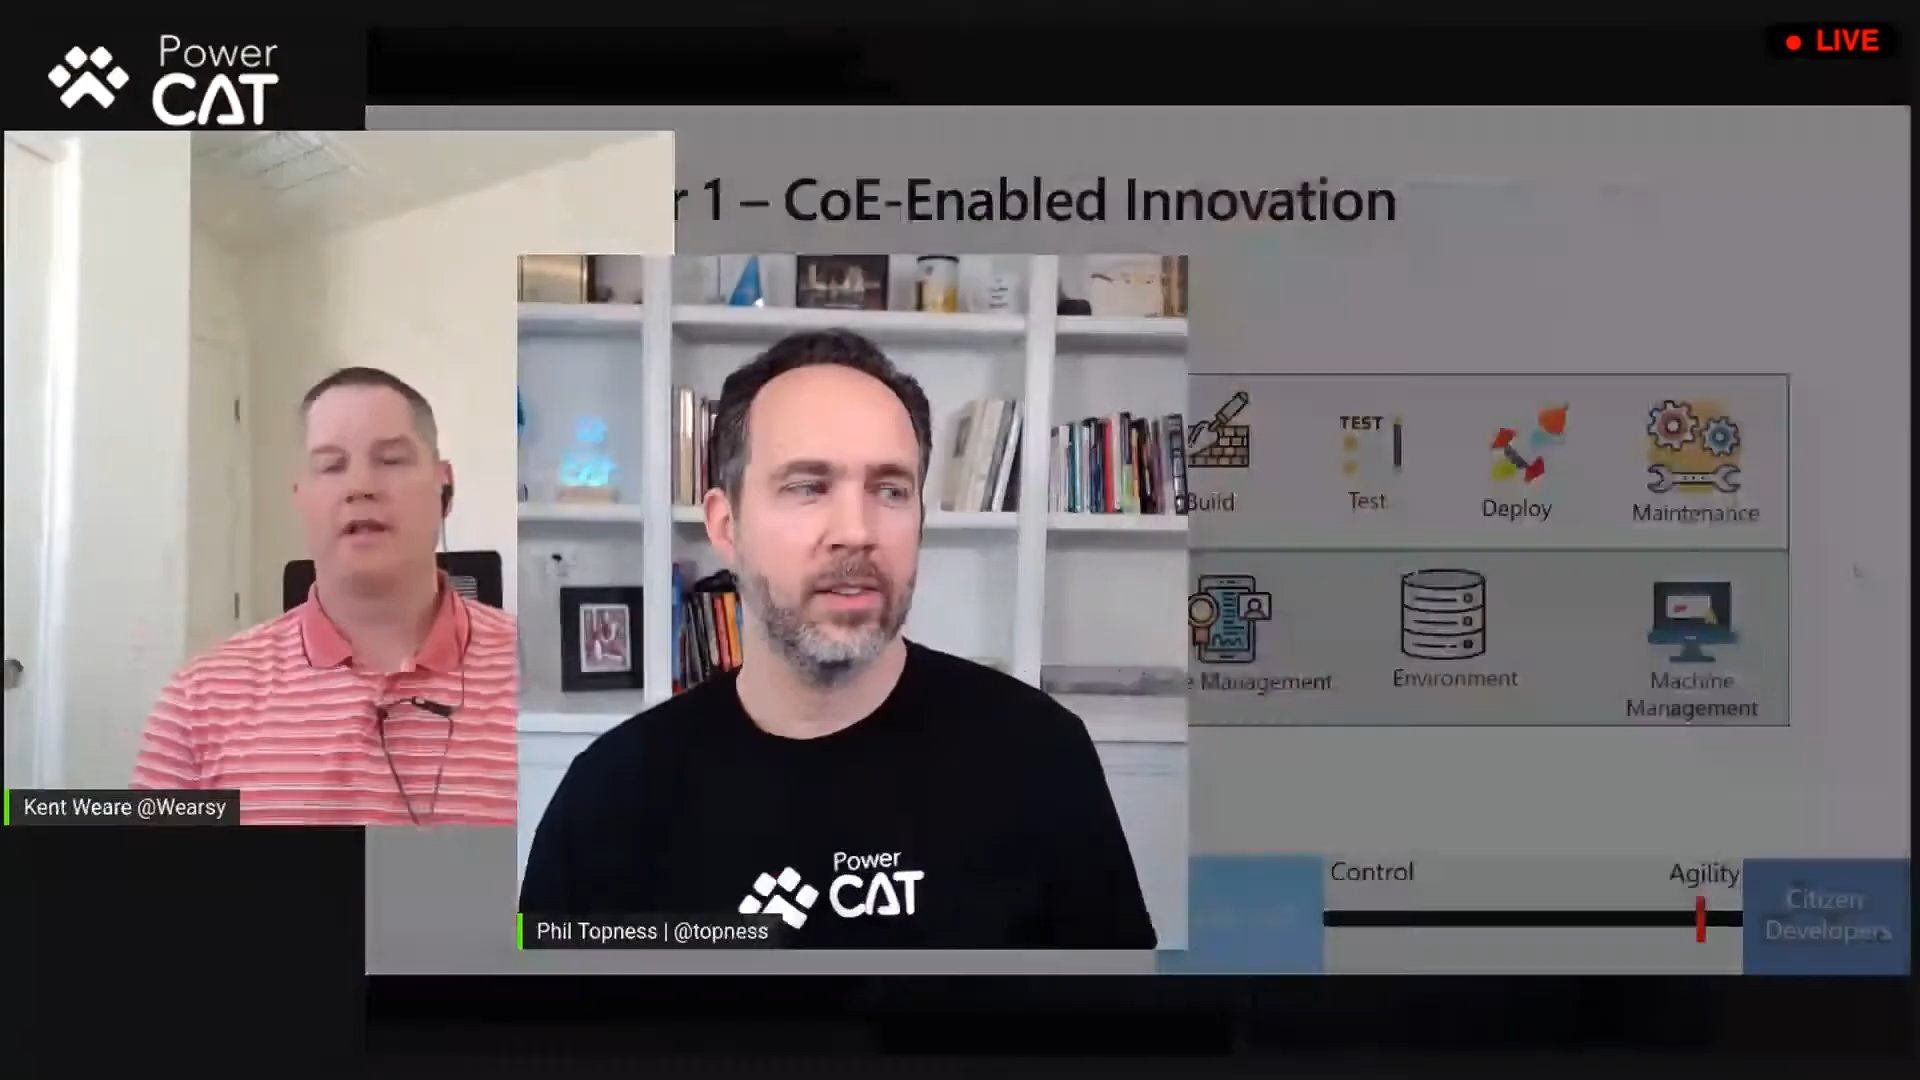 Power
CAT
LIVE
r 1 – CoE-Enabled Innovation
Build
TEST
Test
Deploy
Maintenance
e Management
Environment
Machine
Management
Kent Weare @Wearsy
Power
CAT
Phil Topness | @topness
Control
Agility
Citizen
Developers